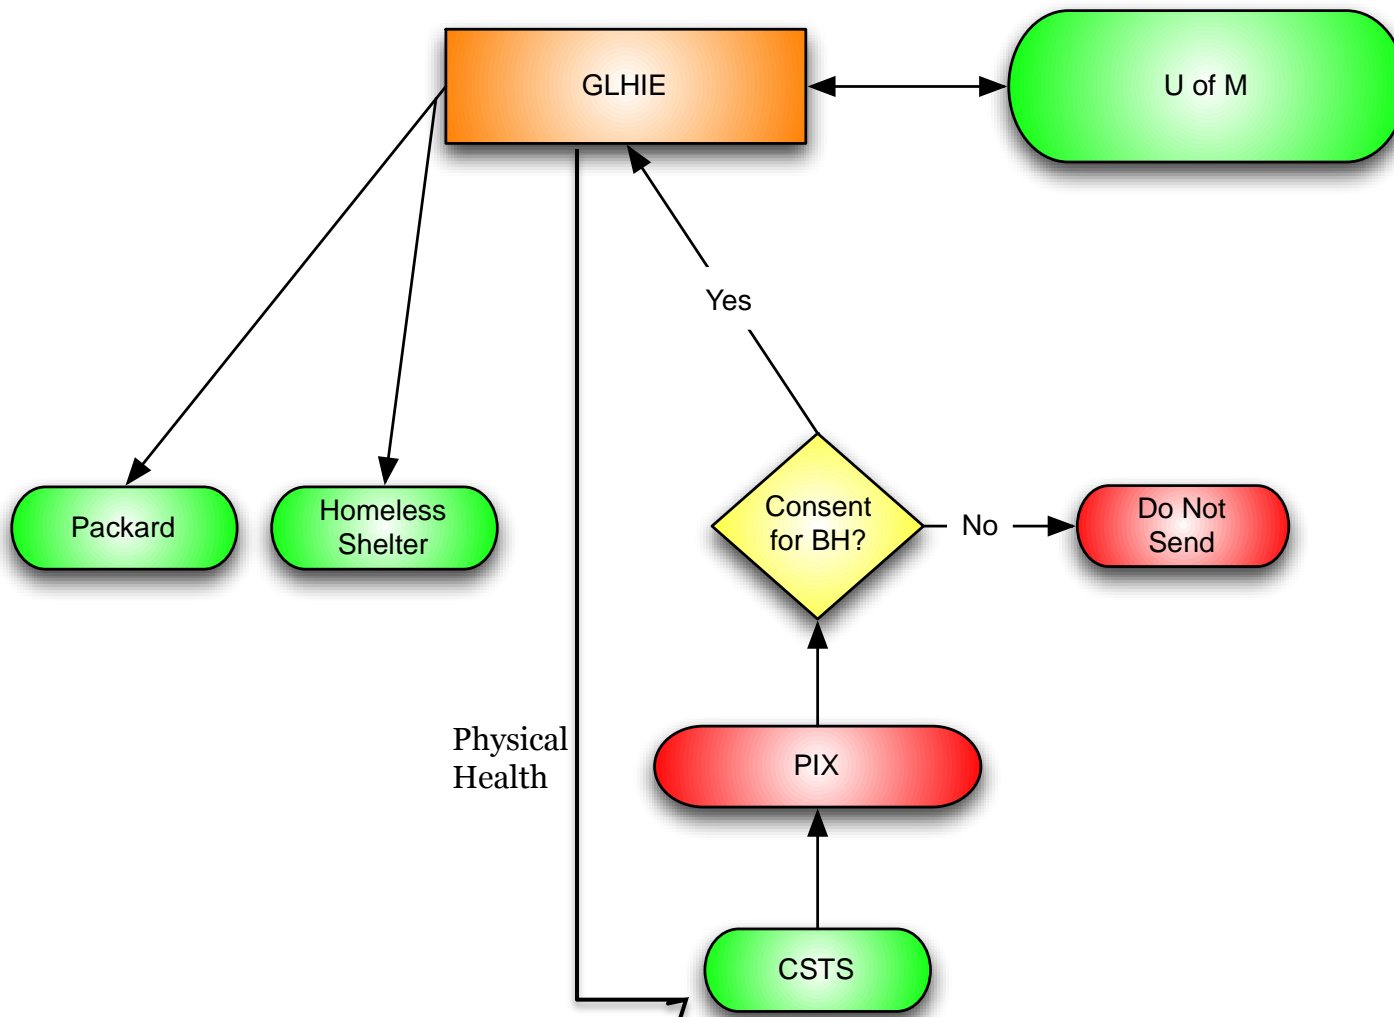 GLHIE
U of M
Yes
Packard
Homeless
Shelter
Consent
for BH?
No
Do Not
Send
Physical
Health
PIX
CSTS